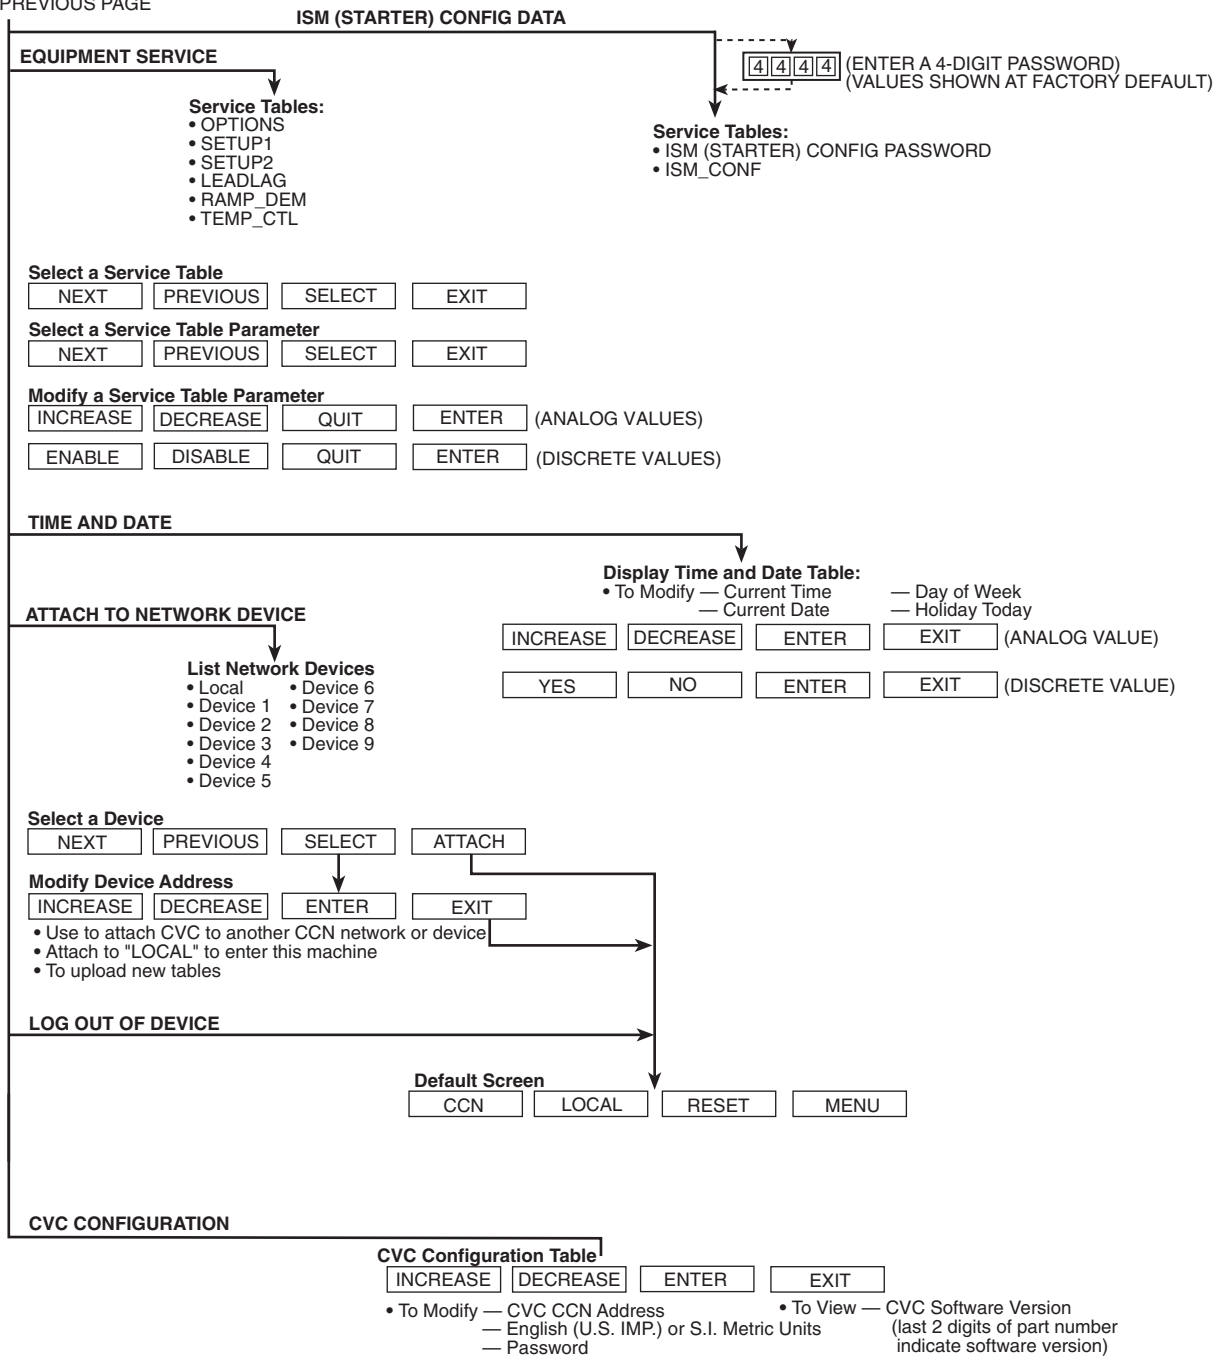 PREVIOUS PAGE
ISM (STARTER) CONFIG DATA
EQUIPMENT SERVICE
4 4 4 4 (ENTER A 4-DIGIT PASSWORD)
(VALUES SHOWN AT FACTORY DEFAULT)
Service Tables:
• OPTIONS
• SETUP1
• SETUP2
• LEADLAG
• RAMP_DEM
• TEMP_CTL
Service Tables:
• ISM (STARTER) CONFIG PASSWORD
• ISM_CONF
Select a Service Table
NEXT PREVIOUS SELECT EXIT
Select a Service Table Parameter
NEXT PREVIOUS SELECT EXIT
Modify a Service Table Parameter
INCREASE DECREASE QUIT ENTER (ANALOG VALUES)
ENABLE DISABLE QUIT ENTER (DISCRETE VALUES)
TIME AND DATE
Display Time and Date Table:
• To Modify — Current Time — Day of Week
— Current Date — Holiday Today
INCREASE DECREASE ENTER EXIT (ANALOG VALUE)
YES NO ENTER EXIT (DISCRETE VALUE)
ATTACH TO NETWORK DEVICE
List Network Devices
• Local • Device 6
• Device 1 • Device 7
• Device 2 • Device 8
• Device 3 • Device 9
• Device 4
• Device 5
Select a Device
NEXT PREVIOUS SELECT ATTACH
Modify Device Address
INCREASE DECREASE ENTER EXIT
• Use to attach CVC to another CCN network or device
• Attach to "LOCAL" to enter this machine
• To upload new tables
LOG OUT OF DEVICE
Default Screen
CCN LOCAL RESET MENU
CVC CONFIGURATION
CVC Configuration Table
INCREASE DECREASE ENTER EXIT
• To Modify — CVC CCN Address • To View — CVC Software Version
— English (U.S. IMP.) or S.I. Metric Units (last 2 digits of part number
— Password indicate software version)